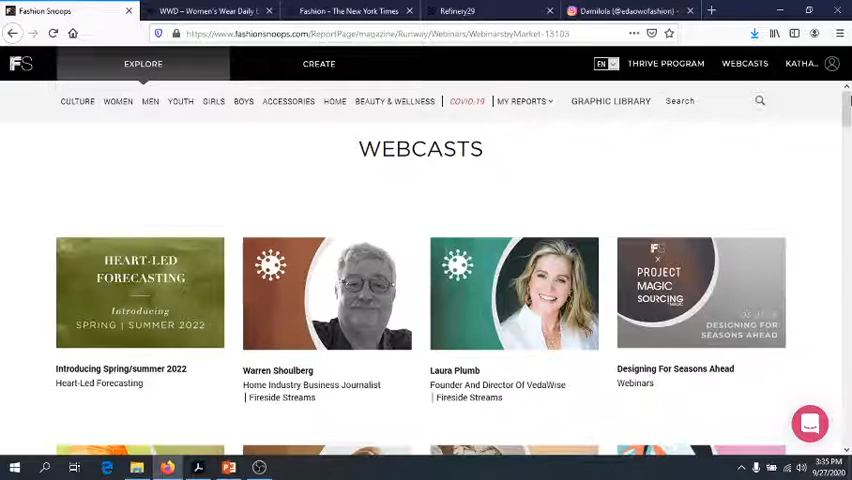 Fashion Snoops
WWD – Women's Wear Daily
Fashion - The New York Times
Refinery29
Damilola (@edaowofashion)
https://www.fashionsnoops.com/ReportPage/magazine/Runway/Webinars/WebinarsbyMarket-13103
FS EXPLORE CREATE EN THRIVE PROGRAM WEBCASTS KATHA...
CULTURE WOMEN MEN YOUTH GIRLS BOYS ACCESSORIES HOME BEAUTY & WELLNESS COVID-19 MY REPORTS GRAPHIC LIBRARY Search
WEBCASTS
HEART-LED
FORECASTING
Introducing
SPRING | SUMMER 2022
FS
x
PROJECT
MAGIC
SOURCING
MAGIC
DESIGNING FOR
SEASONS AHEAD
Introducing Spring/summer 2022
Heart-Led Forecasting
Warren Shoulberg
Home Industry Business Journalist
| Fireside Streams
Laura Plumb
Founder And Director Of VedaWise
| Fireside Streams
Designing For Seasons Ahead
Webinars
3:35 PM
9/27/2020